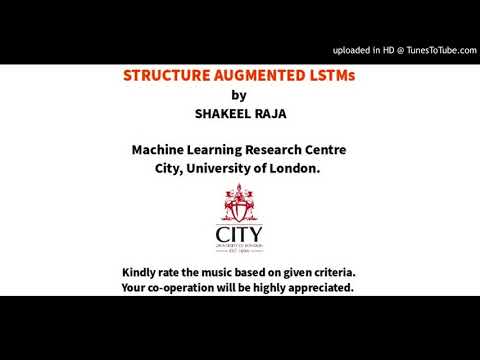 uploaded in HD @ TunesToTube.com
STRUCTURE AUGMENTED LSTMs
by
SHAKEEL RAJA
Machine Learning Research Centre
City, University of London.
CITY
UNIVERSITY OF LONDON
EST 1894
Kindly rate the music based on given criteria.
Your co-operation will be highly appreciated.